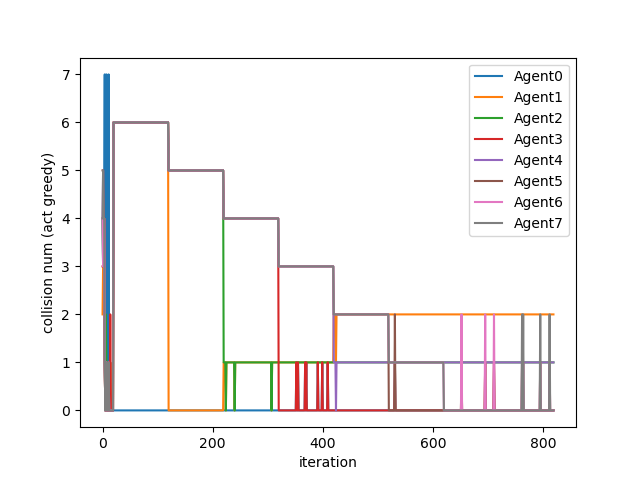 7
6
5
4
3
2
1
0
collision num (act greedy)
Agent0
Agent1
Agent2
Agent3
Agent4
Agent5
Agent6
Agent7
0 200 400 600 800
iteration